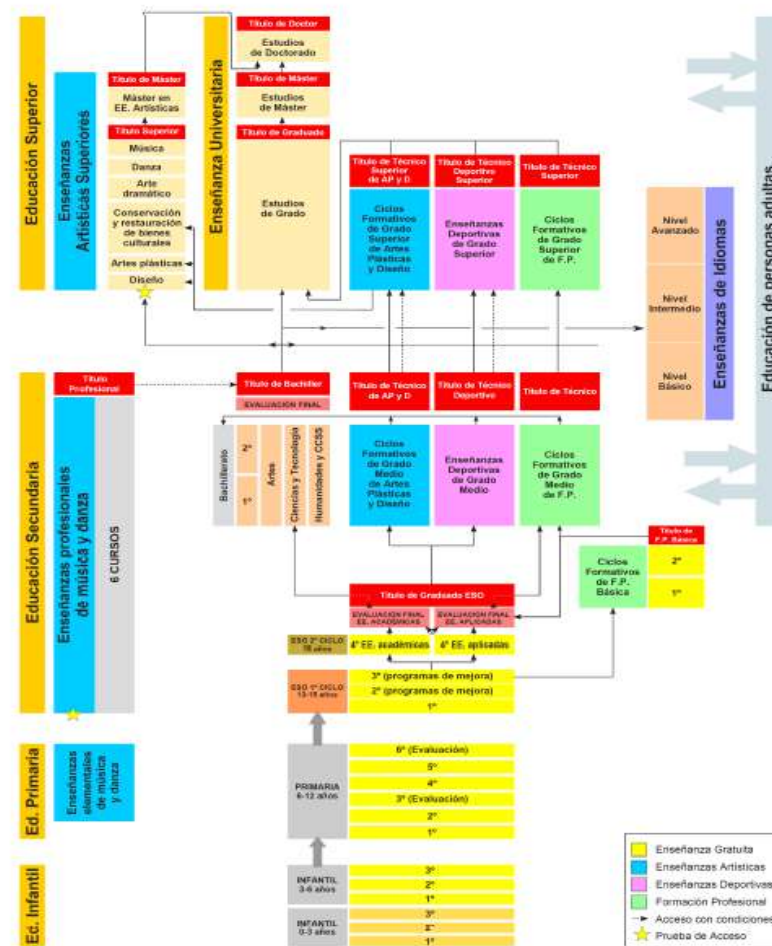 Educación Superior
Enseñanzas
Artísticas Superiores
Título de Máster
Máster en
EE. Artísticas
Título Superior
Música
Danza
Arte
dramático
Conservación
y restauración
de bienes
culturales
Artes plásticas
Diseño
Enseñanza Universitaria
Título de Doctor
Estudios
de Doctorado
Título de Máster
Estudios
de Máster
Título de Graduado
Estudios
de Grado
Título de Técnico
Superior
de AP y D
Ciclos
Formativos
de Grado
Superior
de Artes
Plásticas
y Diseño
Título de Técnico
Deportivo
Superior
Enseñanzas
Deportivas
de Grado
Superior
Título de Técnico
Superior
Ciclos
Formativos
de Grado
Superior
de F.P.
Nivel
Avanzado
Nivel
Intermedio
Nivel
Básico
Enseñanzas de Idiomas
Educación de personas adultas
Educación Secundaria
Título
Profesional
Enseñanzas profesionales
de música y danza
6 CURSOS
Título de Bachiller
EVALUACIÓN FINAL
Bachillerato
2º
1º
Artes
Ciencias y Tecnología
Humanidades y CCSS
Título de Técnico
de AP y D
Ciclos
Formativos
de Grado
Medio
de Artes
Plásticas
y Diseño
Título de Técnico
Deportivo
Enseñanzas
Deportivas
de Grado
Medio
Título de Técnico
Ciclos
Formativos
de Grado
Medio
de F.P.
Título de
F.P. Básica
Ciclos
Formativos
de F.P.
Básica
2º
1º
Título de Graduado ESO
EVALUACIÓN FINAL
EE. ACADÉMICAS
EVALUACIÓN FINAL
EE. APLICADAS
ESO 2º CICLO
16 años
4º EE. académicas
4º EE. aplicadas
ESO 1º CICLO
12-15 años
3º (programas de mejora)
2º (programas de mejora)
1º
Ed. Primaria
Enseñanzas
elementales
de música
y danza
PRIMARIA
6-12 años
6º (Evaluación)
5º
4º
3º (Evaluación)
2º
1º
Ed. Infantil
INFANTIL
3-6 años
3º
2º
1º
INFANTIL
0-3 años
3º
2º
1º
Enseñanza Gratuita
Enseñanzas Artísticas
Enseñanzas Deportivas
Formación Profesional
Acceso con condiciones
Prueba de Acceso